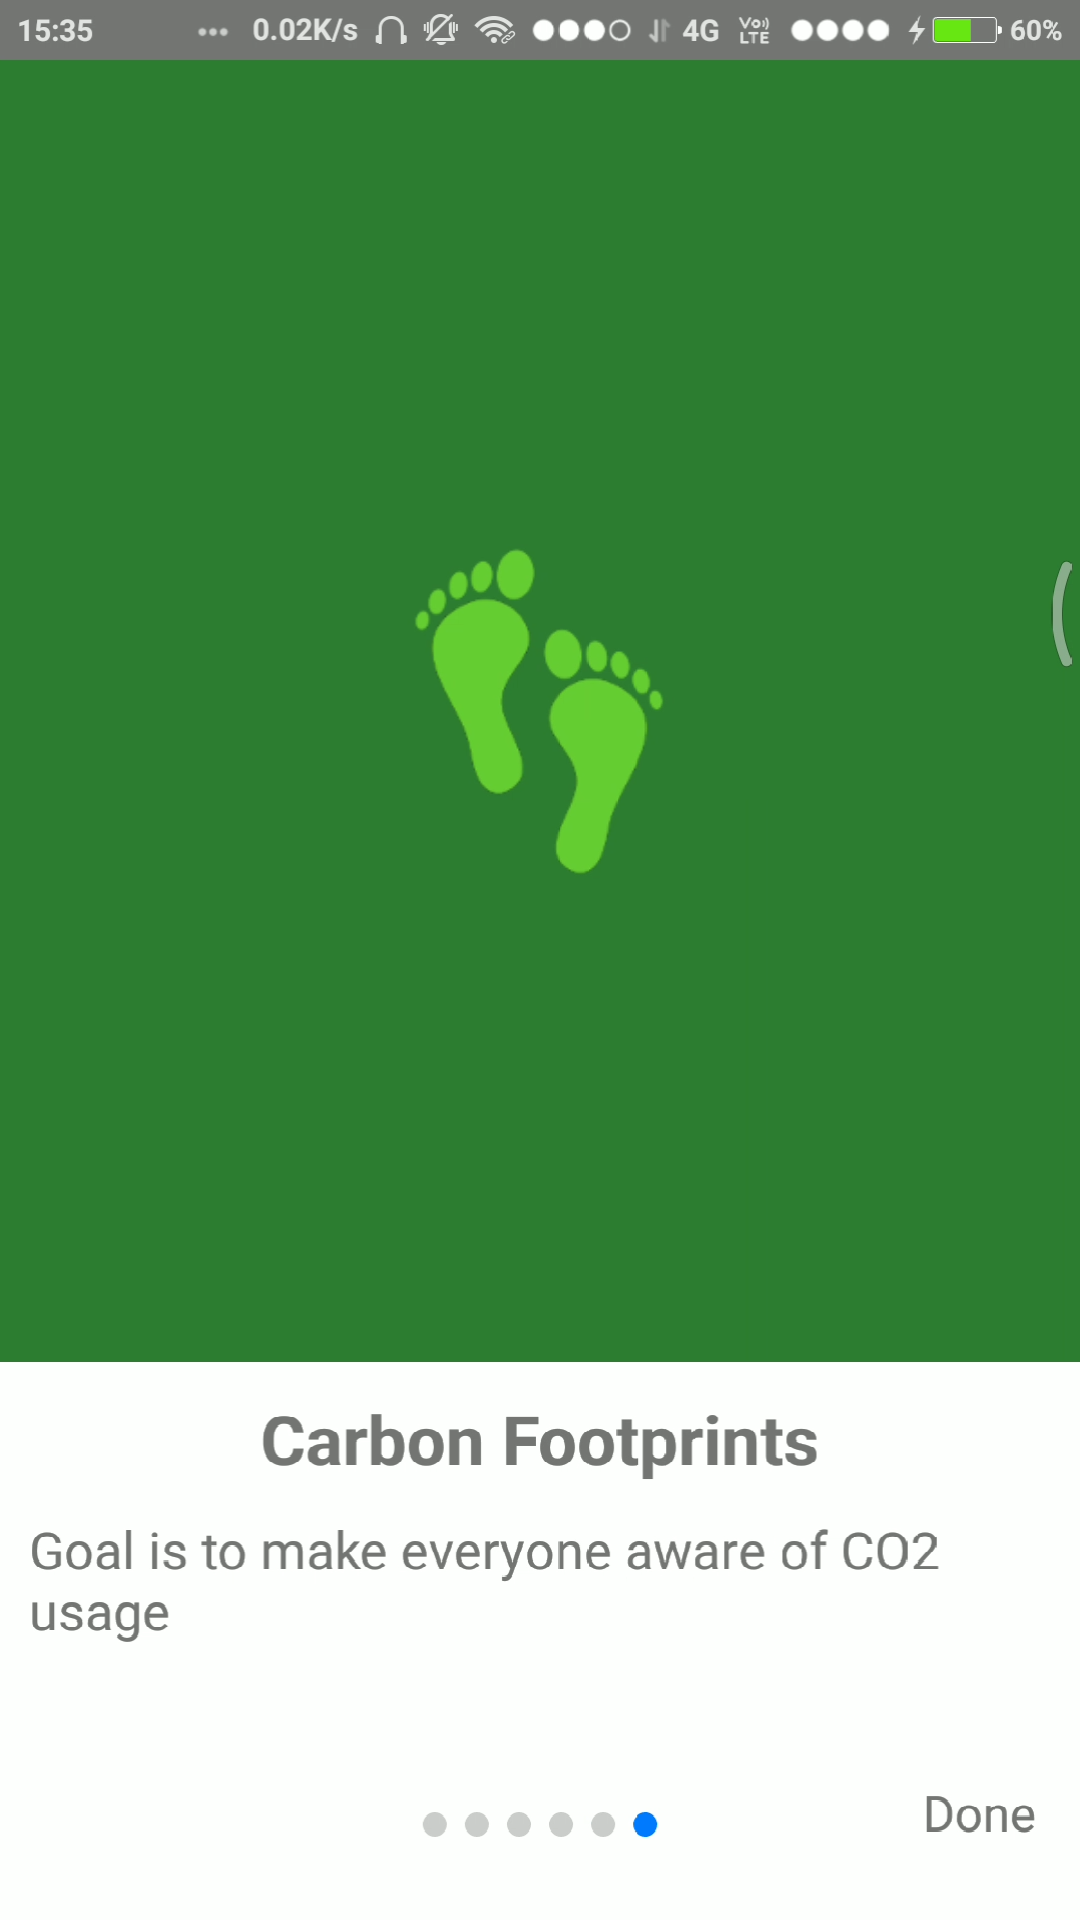 15:35 ... 0.02K/s 4G Vo)) LTE 60%
Carbon Footprints
Goal is to make everyone aware of CO2
usage
Done